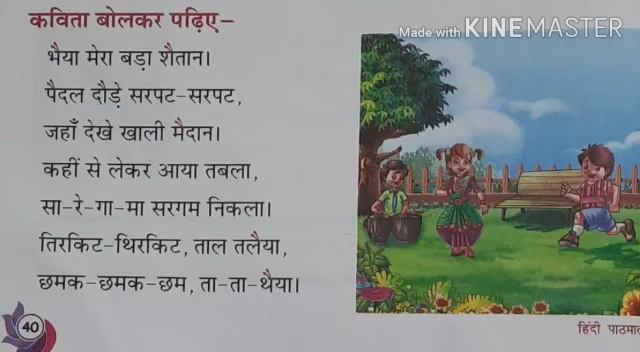 Made with KINEMASTER
कविता बोलकर पढ़िए–
भैया मेरा बड़ा शैतान।
पैदल दौड़े सरपट-सरपट,
जहाँ देखे खाली मैदान।
कहीं से लेकर आया तबला,
सा-रे-गा-मा सरगम निकला।
तिरकिट-थिरकिट, ताल तलैया,
छमक-छमक-छम, ता-ता-थैया।
40
हिंदी